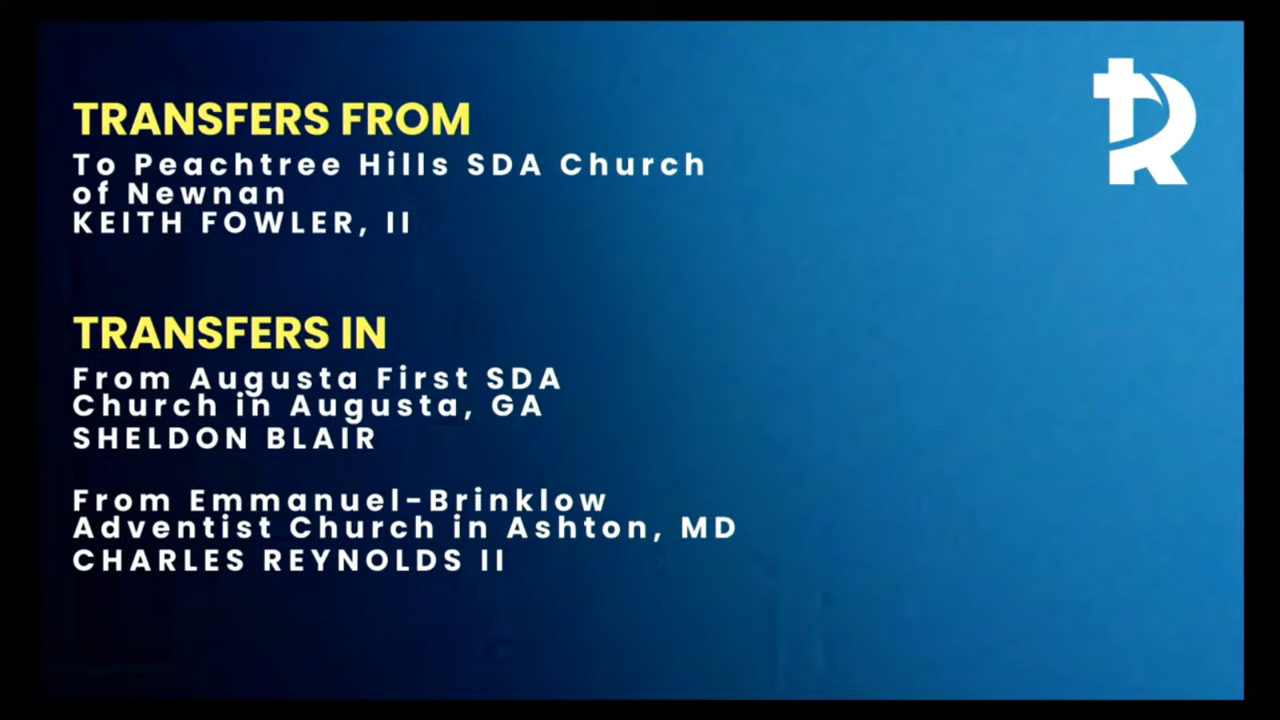 TRANSFERS FROM
To Peachtree Hills SDA Church
of Newnan
KEITH FOWLER, II
TRANSFERS IN
From Augusta First SDA
Church in Augusta, GA
SHELDON BLAIR
From Emmanuel-Brinklow
Adventist Church in Ashton, MD
CHARLES REYNOLDS II